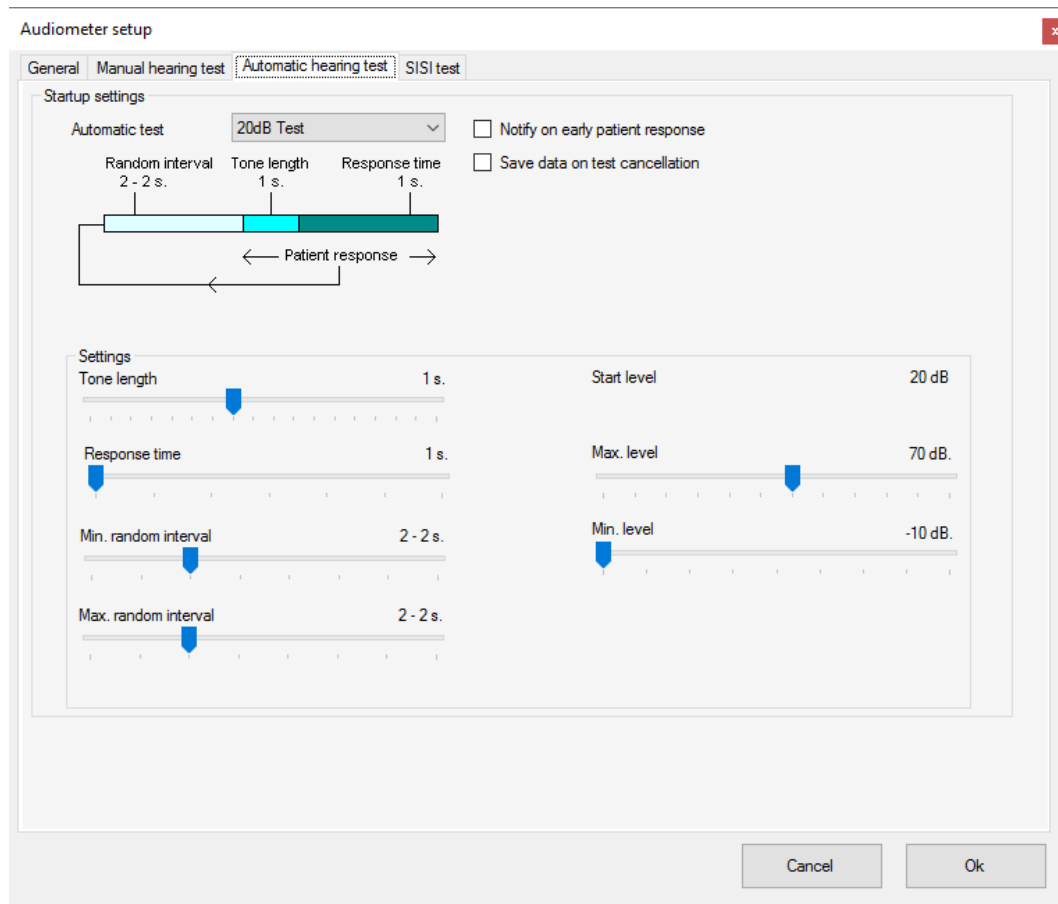 Audiometer setup
x
General Manual hearing test Automatic hearing test SISI test
Startup settings
Automatic test 20dB Test Notify on early patient response
Save data on test cancellation
Random interval Tone length Response time
2 - 2 s. 1 s. 1 s.
Patient response
Settings
Tone length 1 s. Start level 20 dB
Response time 1 s. Max. level 70 dB.
Min. random interval 2 - 2 s. Min. level -10 dB.
Max. random interval 2 - 2 s.
Cancel Ok